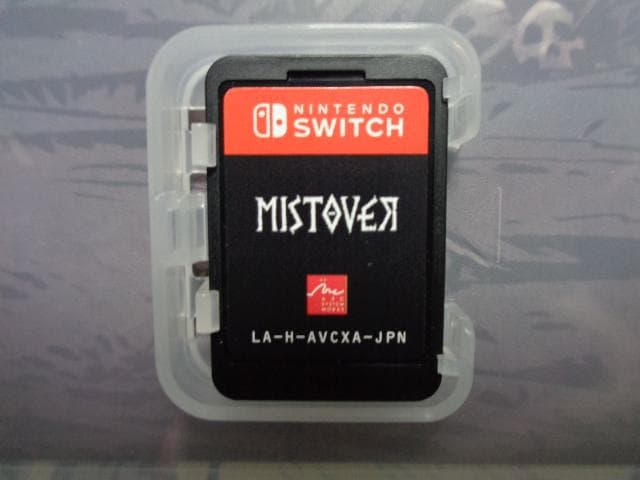 NINTENDO
SWITCH
MISTOVER
ARC
SYSTEM
WORKS
LA-H-AVCXA-JPN